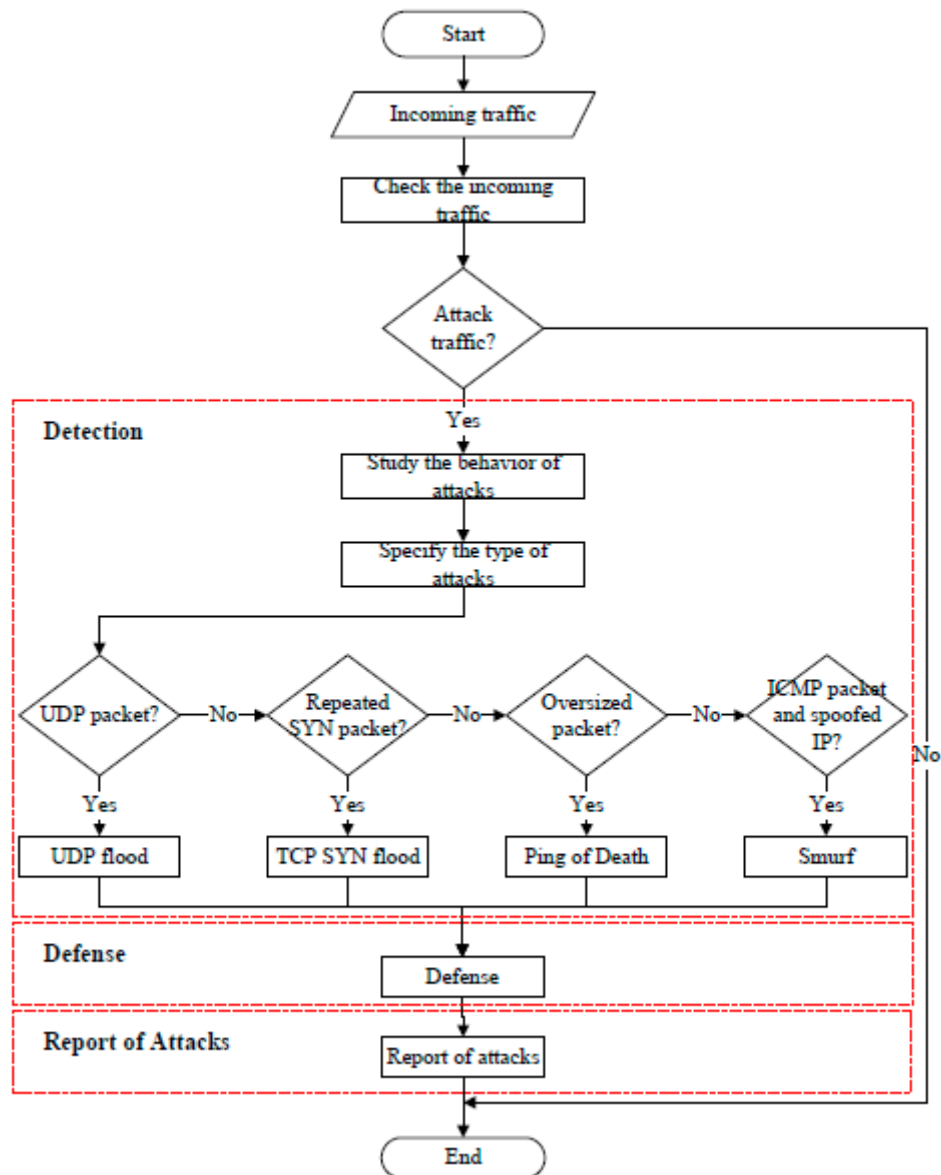 Start
Incoming traffic
Check the incoming
traffic
Attack
traffic?
Yes
Detection
Study the behavior of
attacks
Specify the type of
attacks
UDP packet?
No
Repeated
SYN packet?
No
Oversized
packet?
No
ICMP packet
and spoofed
IP?
No
Yes
Yes
Yes
Yes
UDP flood
TCP SYN flood
Ping of Death
Smurf
Defense
Defense
Report of Attacks
Report of attacks
End